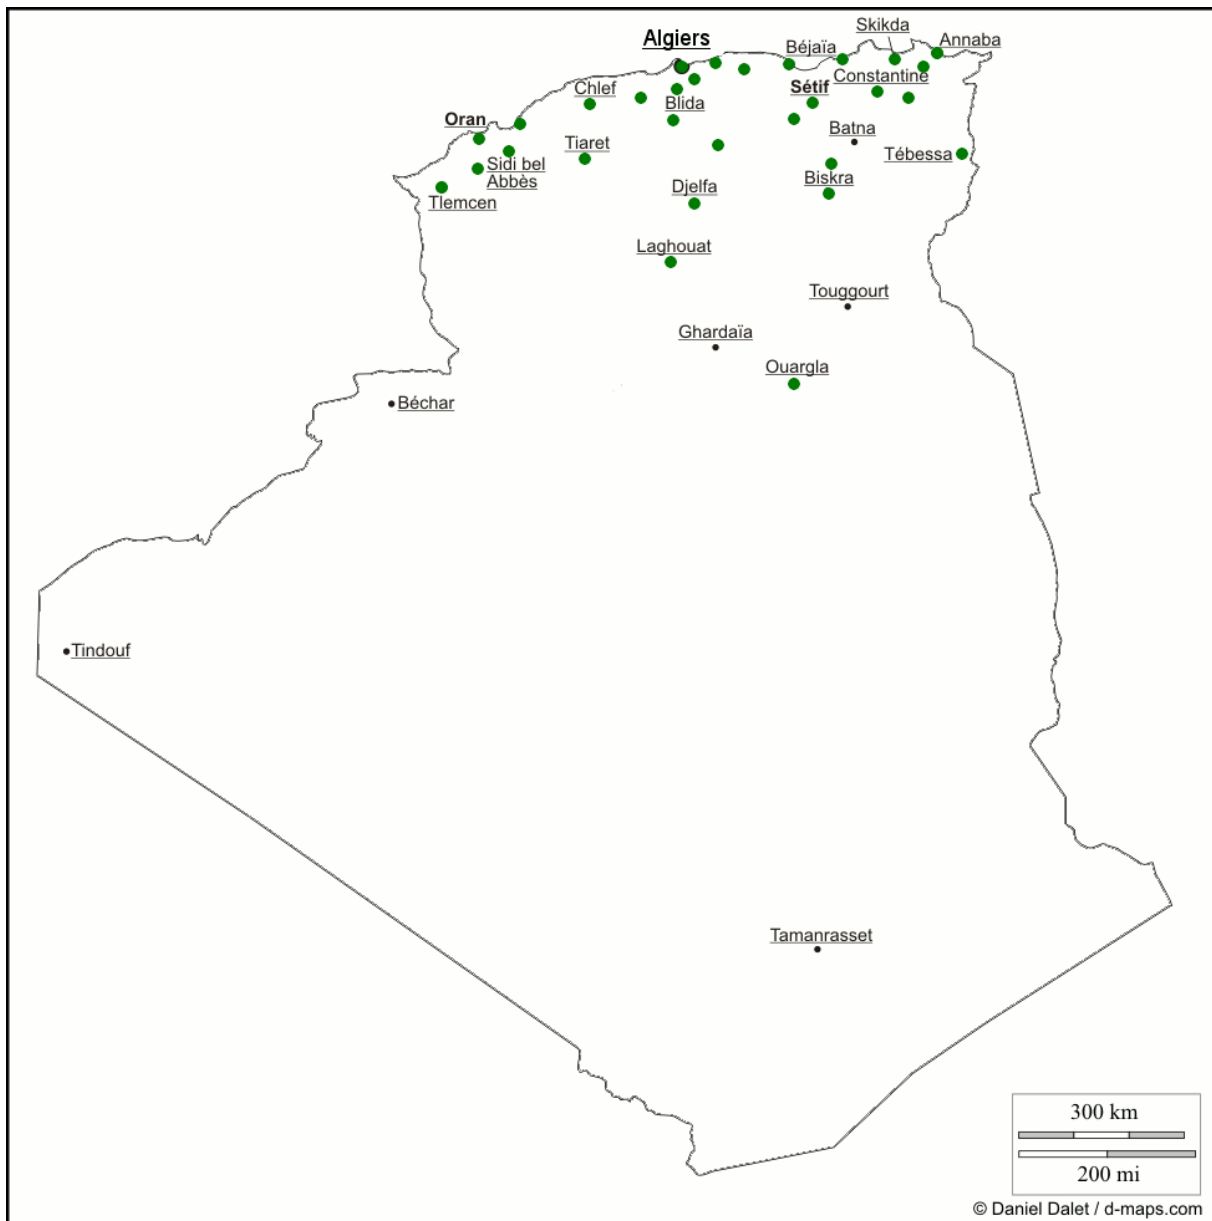 Skikda
Algiers
Béjaïa
Annaba
Constantine
Chlef
Sétif
Blida
Oran
Batna
Tiaret
Tébessa
Sidi bel
Abbès
Biskra
Djelfa
Tlemcen
Laghouat
Touggourt
Ghardaïa
Ouargla
Béchar
Tindouf
Tamanrasset
300 km
200 mi
© Daniel Dalet / d-maps.com